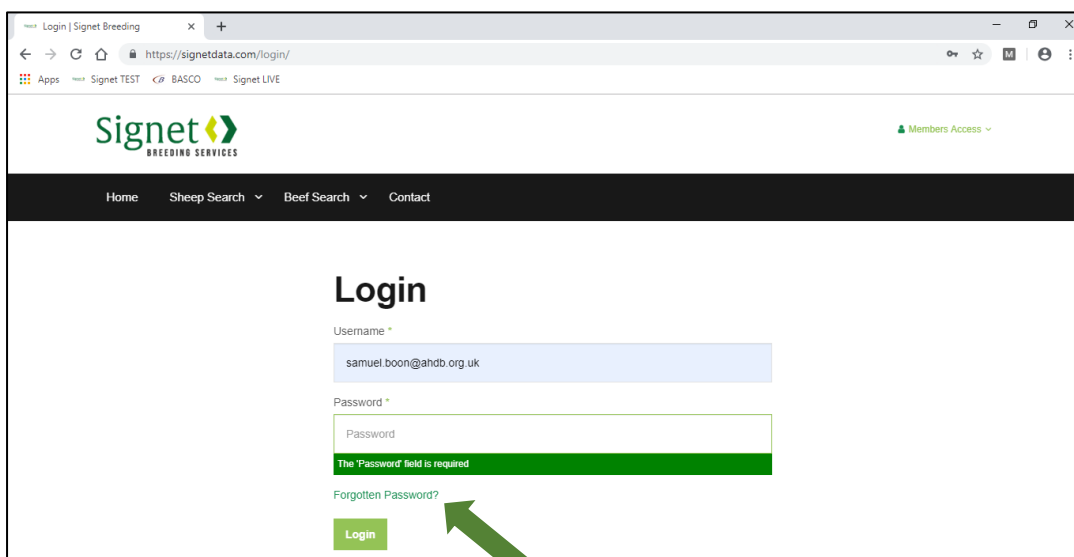 Login | Signet Breeding
https://signetdata.com/login/
M
Apps Signet TEST BASCO Signet LIVE
Signet
BREEDING SERVICES
Members Access
Home Sheep Search Beef Search Contact
Login
Username *
samuel.boon@ahdb.org.uk
Password *
Password
The 'Password' field is required
Forgotten Password?
Login